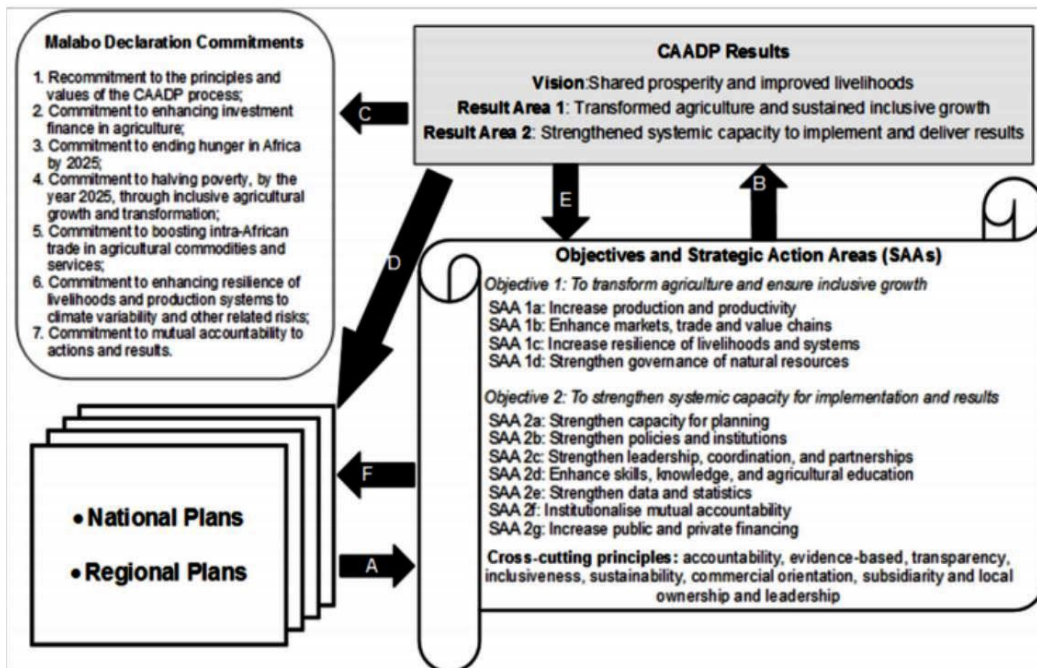 Malabo Declaration Commitments
1. Recommitment to the principles and
values of the CAADP process;
2. Commitment to enhancing investment
finance in agriculture;
3. Commitment to ending hunger in Africa
by 2025;
4. Commitment to halving poverty, by the
year 2025, through inclusive agricultural
growth and transformation;
5. Commitment to boosting intra-African
trade in agricultural commodities and
services;
6. Commitment to enhancing resilience of
livelihoods and production systems to
climate variability and other related risks;
7. Commitment to mutual accountability to
actions and results.
C
CAADP Results
Vision:Shared prosperity and improved livelihoods
Result Area 1: Transformed agriculture and sustained inclusive growth
Result Area 2: Strengthened systemic capacity to implement and deliver results
D
E
B
Objectives and Strategic Action Areas (SAAs)
Objective 1: To transform agriculture and ensure inclusive growth
SAA 1a: Increase production and productivity
SAA 1b: Enhance markets, trade and value chains
SAA 1c: Increase resilience of livelihoods and systems
SAA 1d: Strengthen governance of natural resources
Objective 2: To strengthen systemic capacity for implementation and results
SAA 2a: Strengthen capacity for planning
SAA 2b: Strengthen policies and institutions
SAA 2c: Strengthen leadership, coordination, and partnerships
SAA 2d: Enhance skills, knowledge, and agricultural education
SAA 2e: Strengthen data and statistics
SAA 2f: Institutionalise mutual accountability
SAA 2g: Increase public and private financing
Cross-cutting principles: accountability, evidence-based, transparency,
inclusiveness, sustainability, commercial orientation, subsidiarity and local
ownership and leadership
F
A
• National Plans
• Regional Plans